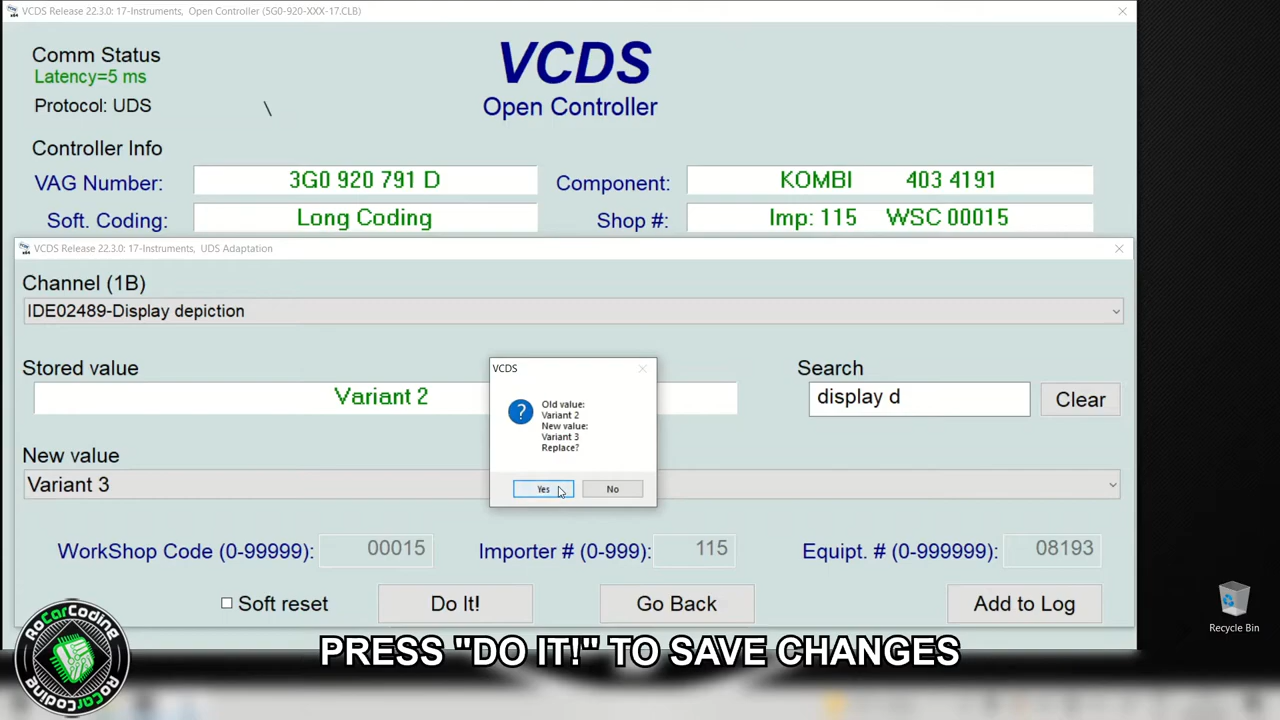 VCDS Release 22.3.0: 17-Instruments, Open Controller (5G0-920-XXX-17.CLB)
Comm Status
Latency=5 ms
Protocol: UDS
\
VCDS
Open Controller
Controller Info
VAG Number:
3G0 920 791 D
Component:
KOMBI 403 4191
Soft. Coding:
Long Coding
Shop #:
Imp: 115 WSC 00015
VCDS Release 22.3.0: 17-Instruments, UDS Adaptation
Channel (1B)
IDE02489-Display depiction
Stored value
Variant 2
Search
display d
Clear
New value
Variant 3
VCDS
Old value:
Variant 2
New value:
Variant 3
Replace?
Yes
No
WorkShop Code (0-99999):
00015
Importer # (0-999):
115
Equipt. # (0-999999):
08193
Soft reset
Do It!
Go Back
Add to Log
Recycle Bin
PRESS "DO IT!" TO SAVE CHANGES
RoCarCoding
RoCarCoding